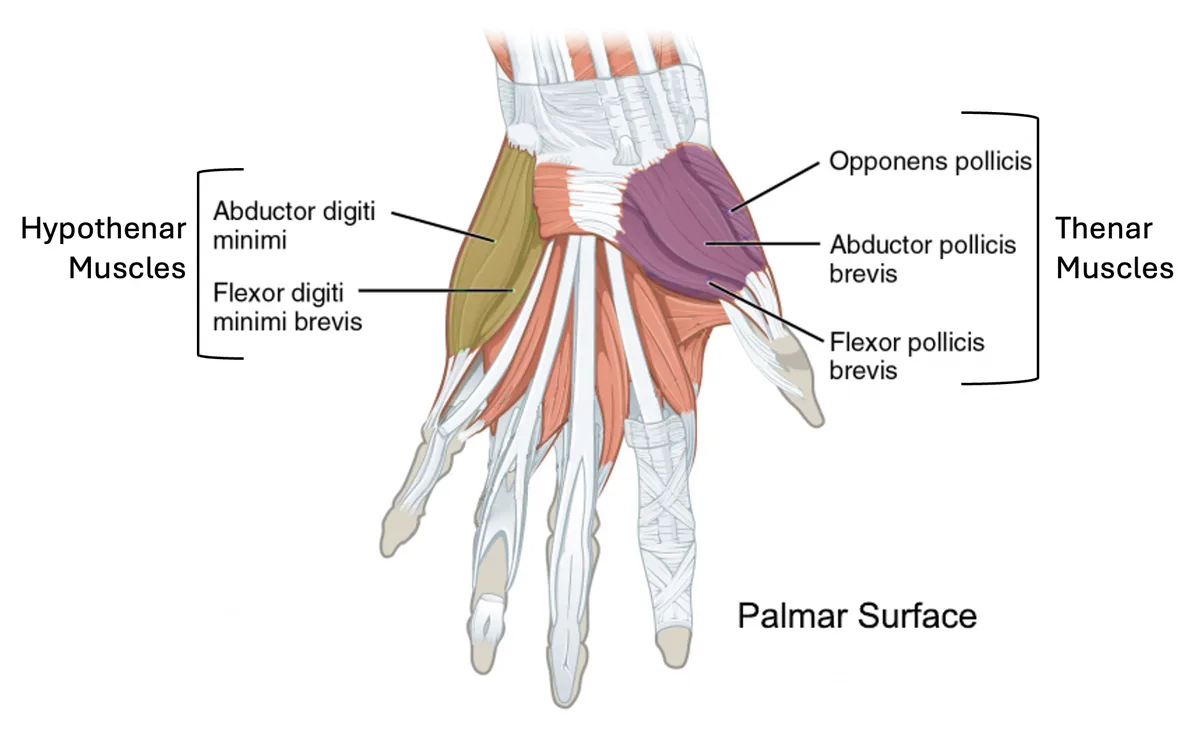 Hypothenar
Muscles
Abductor digiti
minimi
Flexor digiti
minimi brevis
Opponens pollicis
Abductor pollicis
brevis
Flexor pollicis
brevis
Thenar
Muscles
Palmar Surface